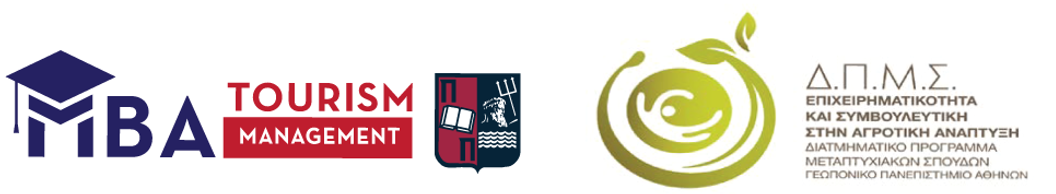 MBA
TOURISM
MANAGEMENT
Π
Π
Δ.Π.Μ.Σ.
ΕΠΙΧΕΙΡΗΜΑΤΙΚΟΤΗΤΑ
ΚΑΙ ΣΥΜΒΟΥΛΕΥΤΙΚΗ
ΣΤΗΝ ΑΓΡΟΤΙΚΗ ΑΝΑΠΤΥΞΗ
ΔΙΑΤΜΗΜΑΤΙΚΟ ΠΡΟΓΡΑΜΜΑ
ΜΕΤΑΠΤΥΧΙΑΚΩΝ ΣΠΟΥΔΩΝ
ΓΕΩΠΟΝΙΚΟ ΠΑΝΕΠΙΣΤΗΜΙΟ ΑΘΗΝΩΝ